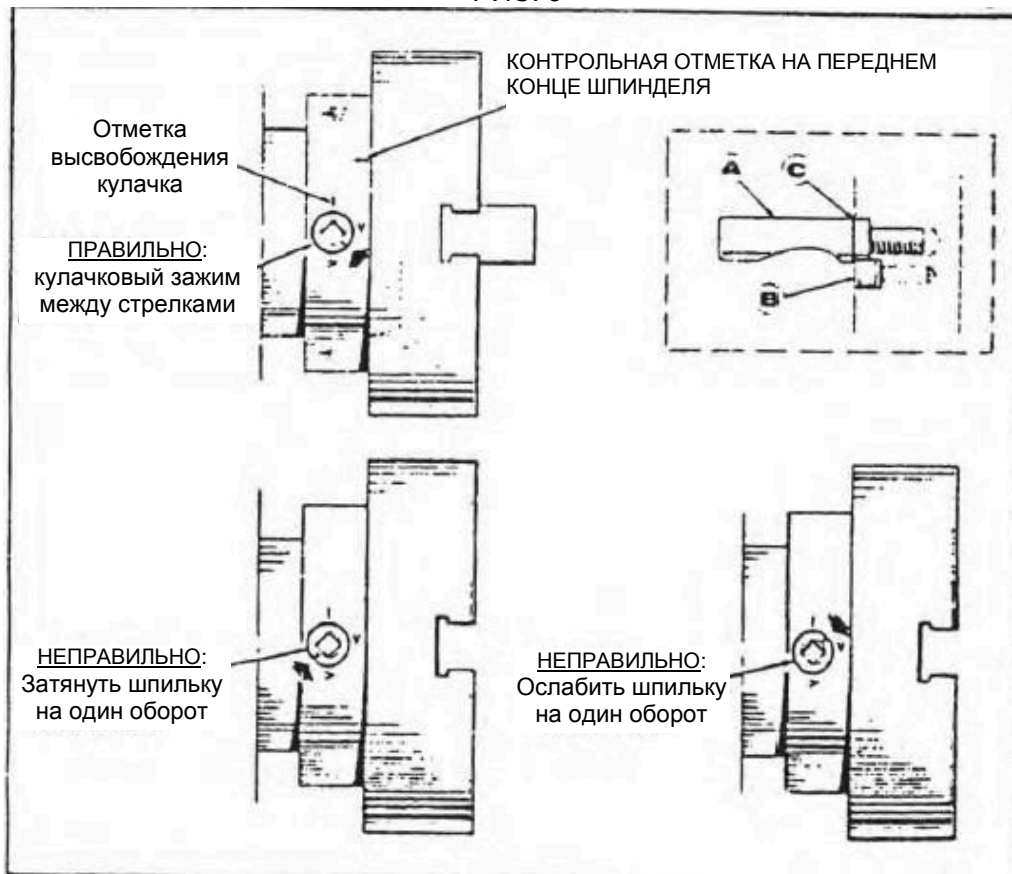 КОНТРОЛЬНАЯ ОТМЕТКА НА ПЕРЕДНЕМ
КОНЦЕ ШПИНДЕЛЯ
Отметка
высвобождения
кулачка
ПРАВИЛЬНО:
кулачковый зажим
между стрелками
A
C
B
НЕПРАВИЛЬНО:
Затянуть шпильку
на один оборот
НЕПРАВИЛЬНО:
Ослабить шпильку
на один оборот